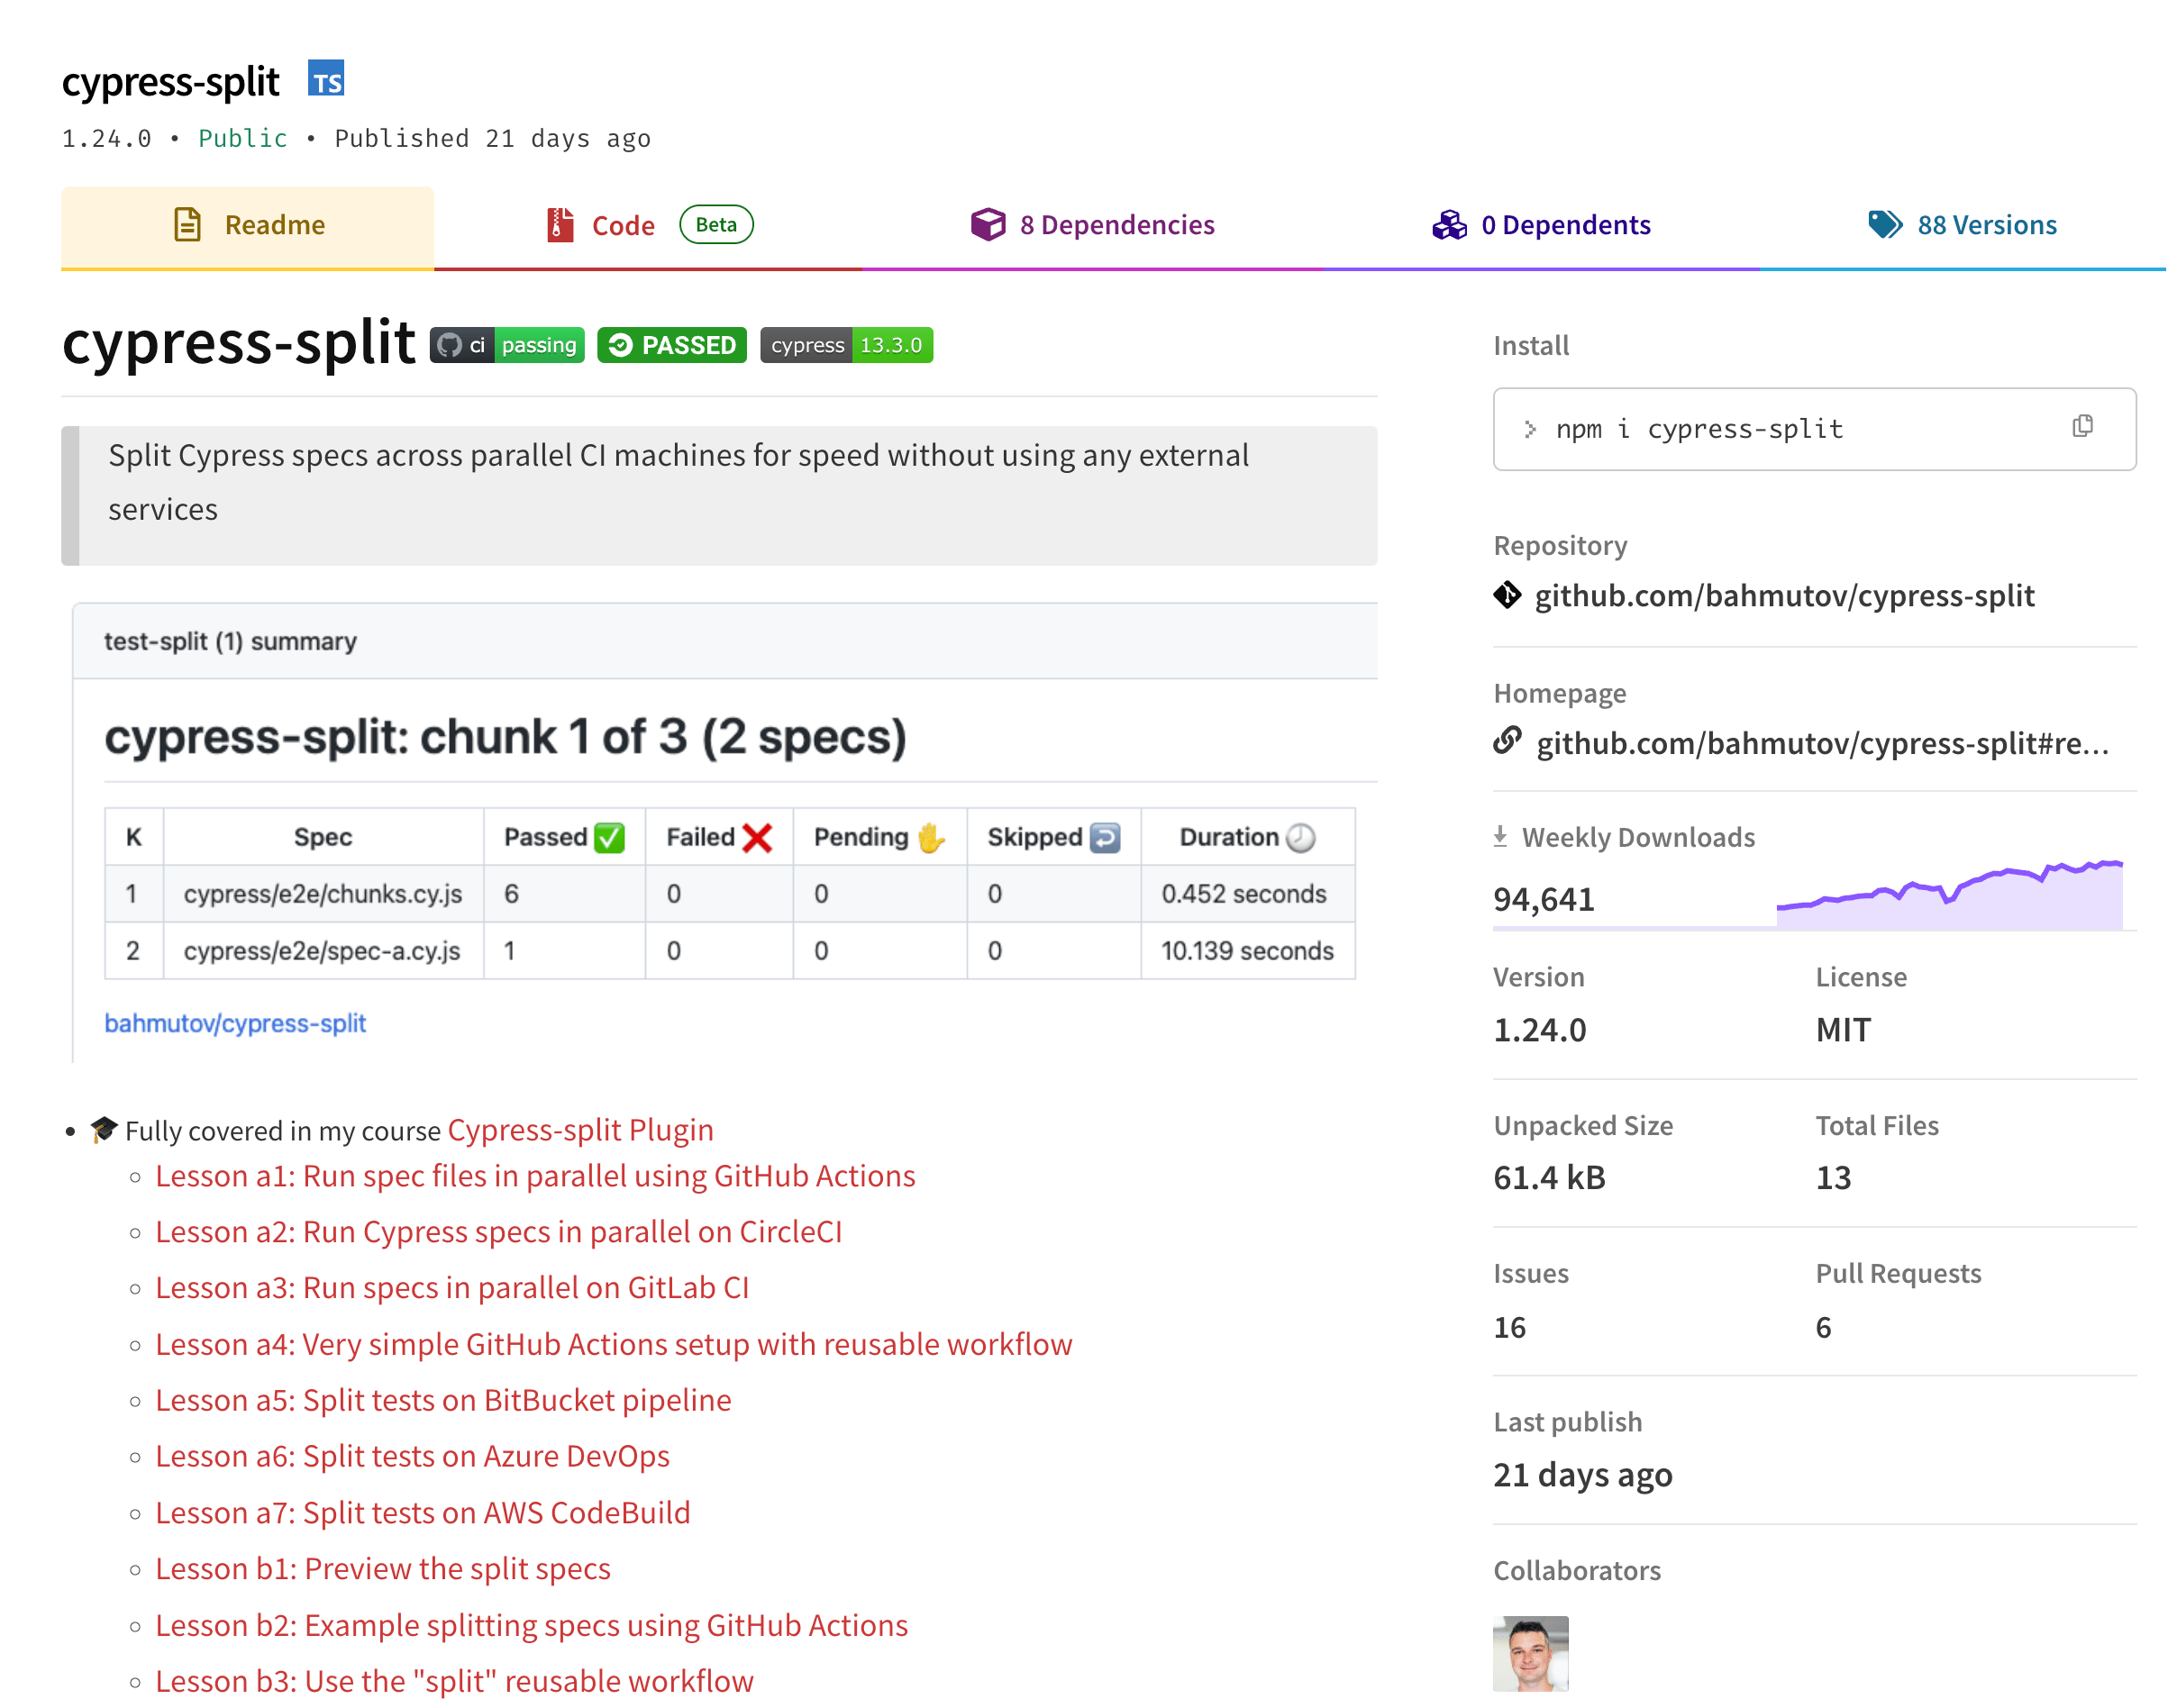 cypress-split TS
1.24.0 • Public • Published 21 days ago
Readme
Code Beta
8 Dependencies
0 Dependents
88 Versions
cypress-split ci passing PASSED cypress 13.3.0
Split Cypress specs across parallel CI machines for speed without using any external
services
test-split (1) summary
cypress-split: chunk 1 of 3 (2 specs)
K Spec Passed ✅ Failed ❌ Pending ✋ Skipped ↩️ Duration 🕗
1 cypress/e2e/chunks.cy.js 6 0 0 0 0.452 seconds
2 cypress/e2e/spec-a.cy.js 1 0 0 0 10.139 seconds
bahmutov/cypress-split
• 🎓 Fully covered in my course Cypress-split Plugin
◦ Lesson a1: Run spec files in parallel using GitHub Actions
◦ Lesson a2: Run Cypress specs in parallel on CircleCI
◦ Lesson a3: Run specs in parallel on GitLab CI
◦ Lesson a4: Very simple GitHub Actions setup with reusable workflow
◦ Lesson a5: Split tests on BitBucket pipeline
◦ Lesson a6: Split tests on Azure DevOps
◦ Lesson a7: Split tests on AWS CodeBuild
◦ Lesson b1: Preview the split specs
◦ Lesson b2: Example splitting specs using GitHub Actions
◦ Lesson b3: Use the "split" reusable workflow
Install
npm i cypress-split
Repository
github.com/bahmutov/cypress-split
Homepage
github.com/bahmutov/cypress-split#re...
Weekly Downloads
94,641
Version License
1.24.0 MIT
Unpacked Size Total Files
61.4 kB 13
Issues Pull Requests
16 6
Last publish
21 days ago
Collaborators